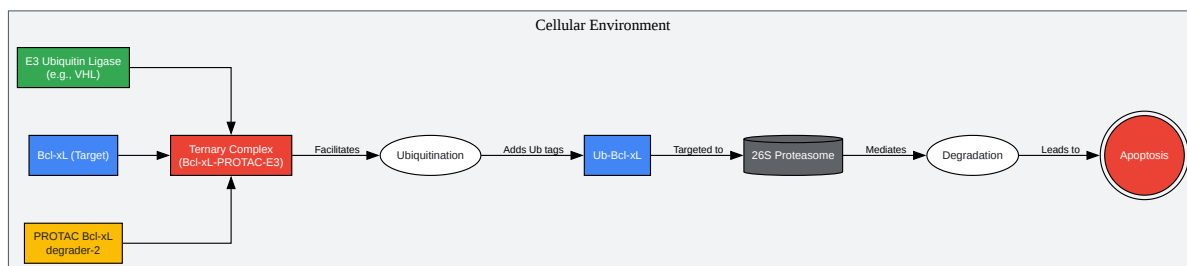 Cellular Environment
E3 Ubiquitin Ligase
(e.g., VHL)
Bcl-xL (Target)
PROTAC Bcl-xL
degrader-2
Ternary Complex
(Bcl-xL-PROTAC-E3)
Facilitates
Ubiquitination
Adds Ub tags
Ub-Bcl-xL
Targeted to
26S Proteasome
Mediates
Degradation
Leads to
Apoptosis